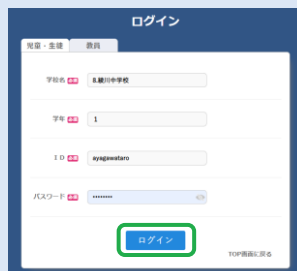 ログイン
児童・生徒 教員
学校名 必須 8.綾川中学校
学年 必須 1
ID 必須 ayagawataro
パスワード 必須 ••••••••
ログイン
TOP画面に戻る